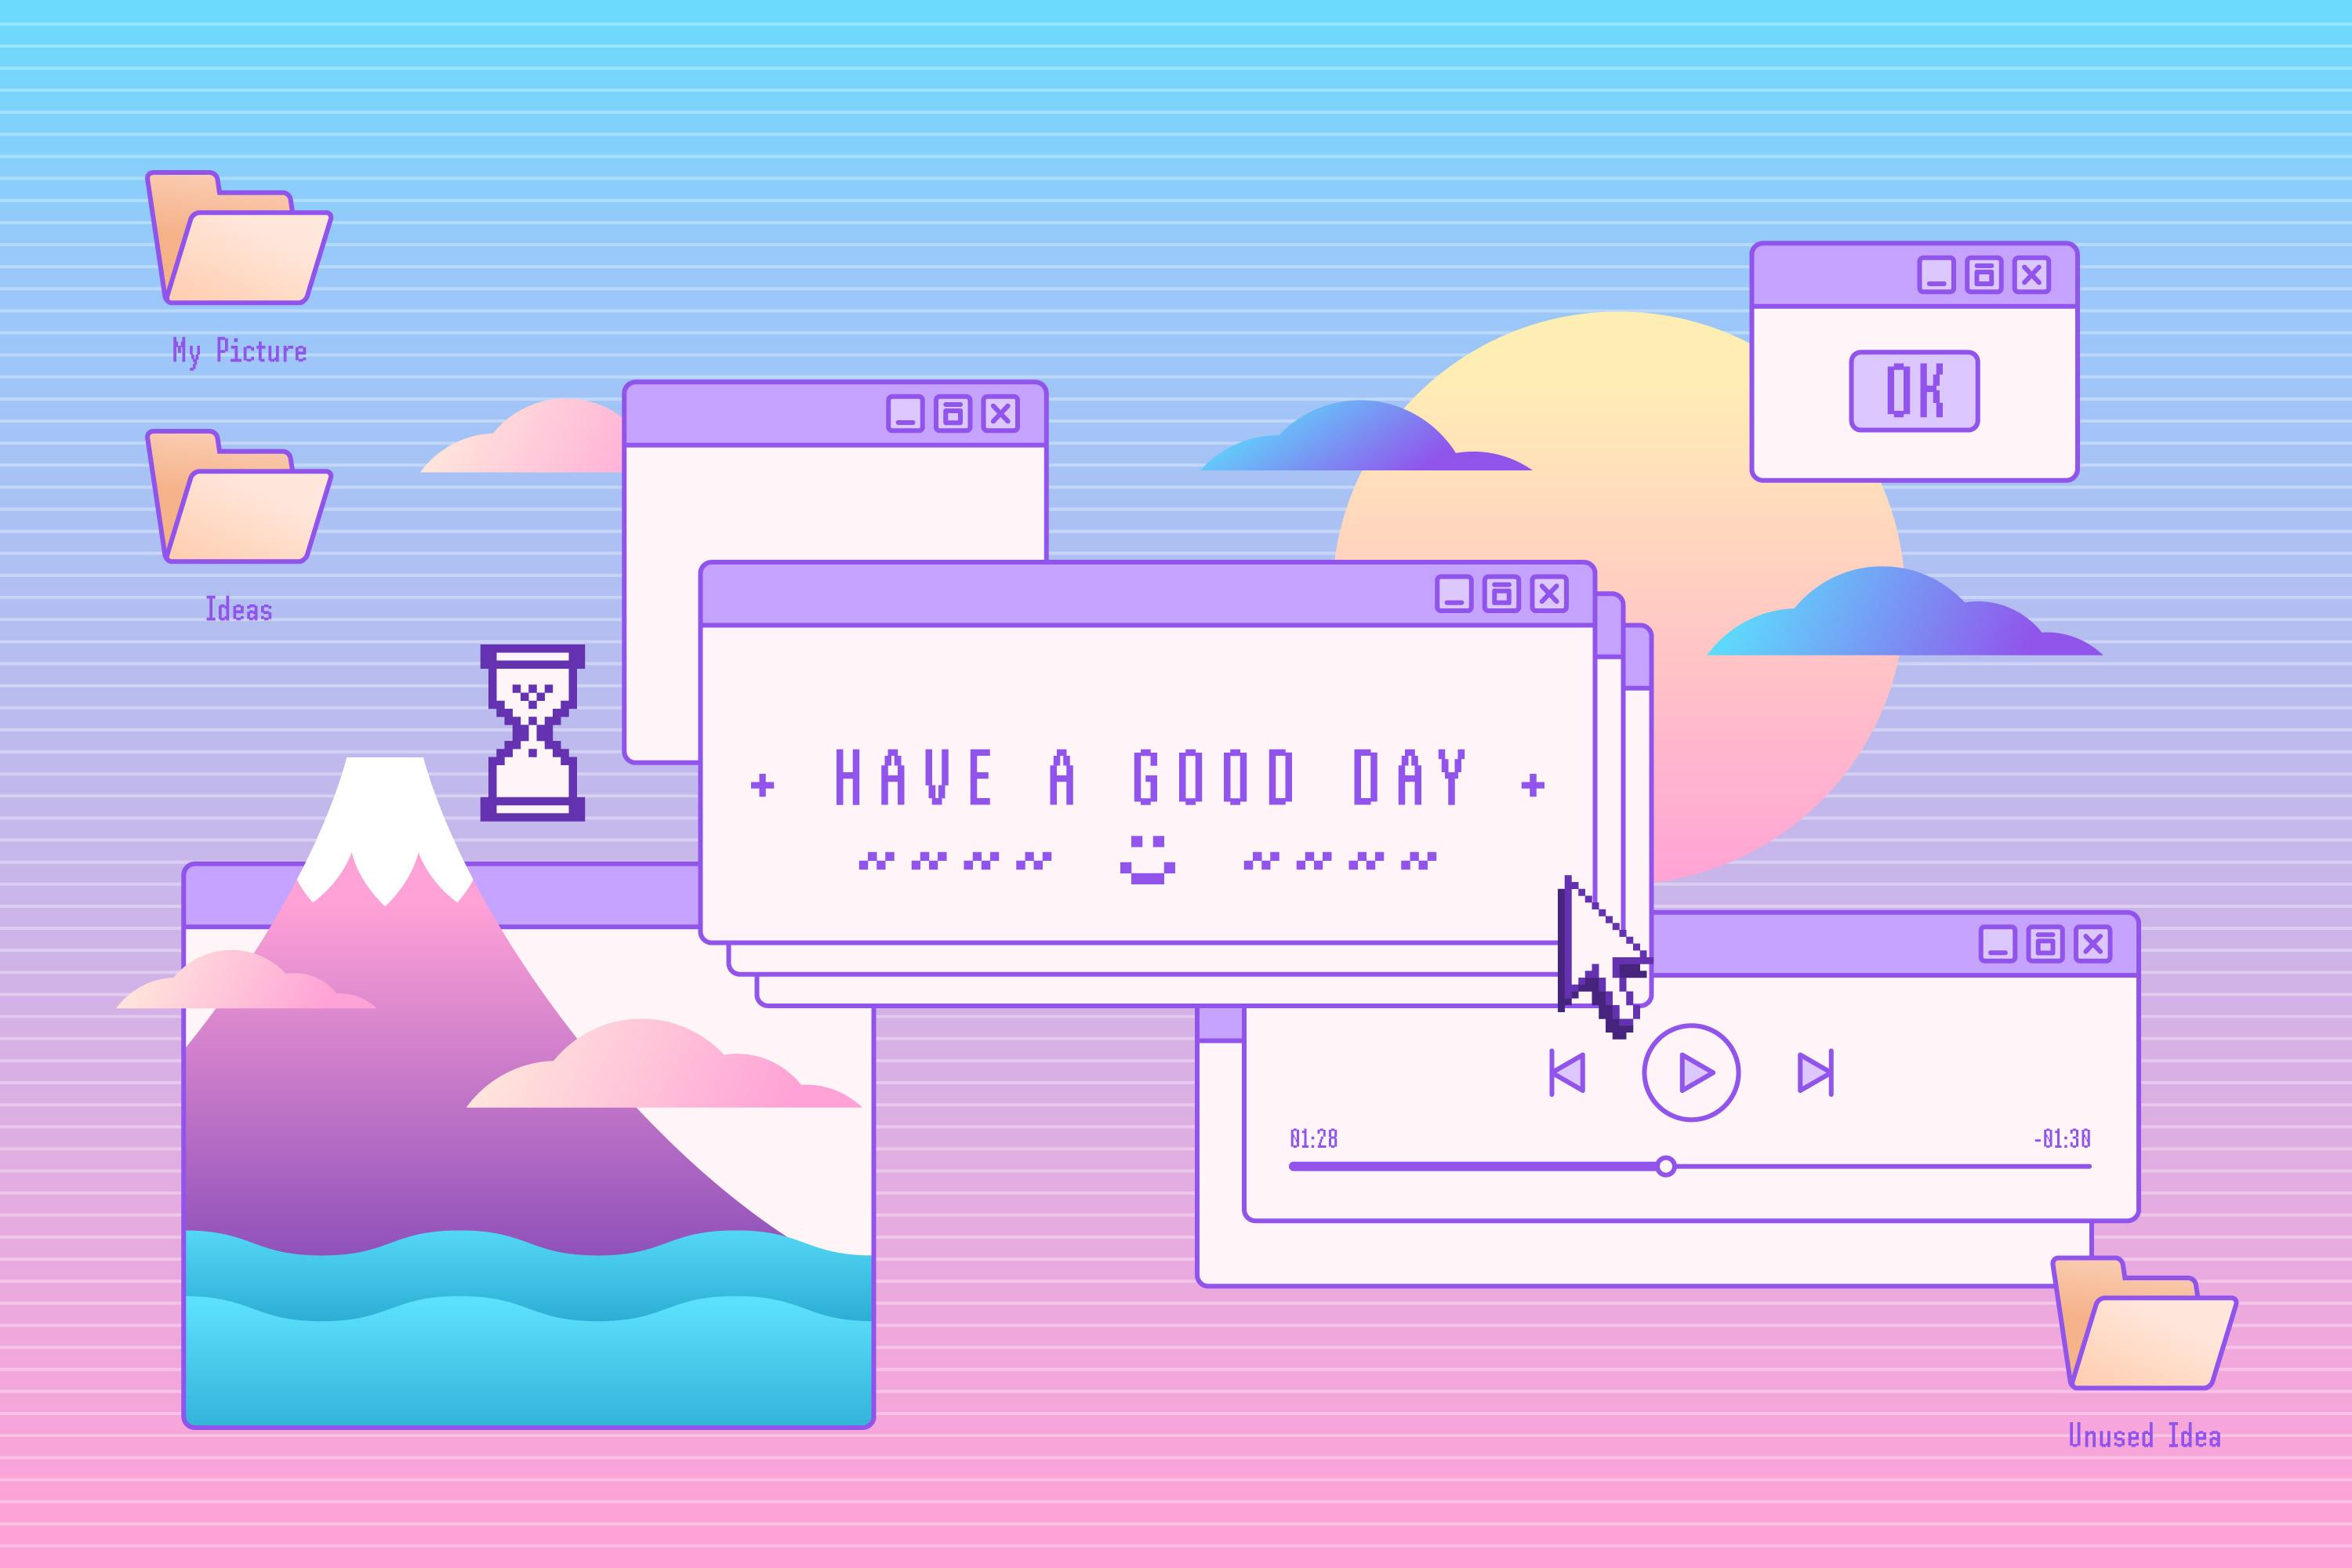 My Picture
OK
Ideas
+ HAVE A GOOD DAY +
01:28
-01:30
Unused Idea